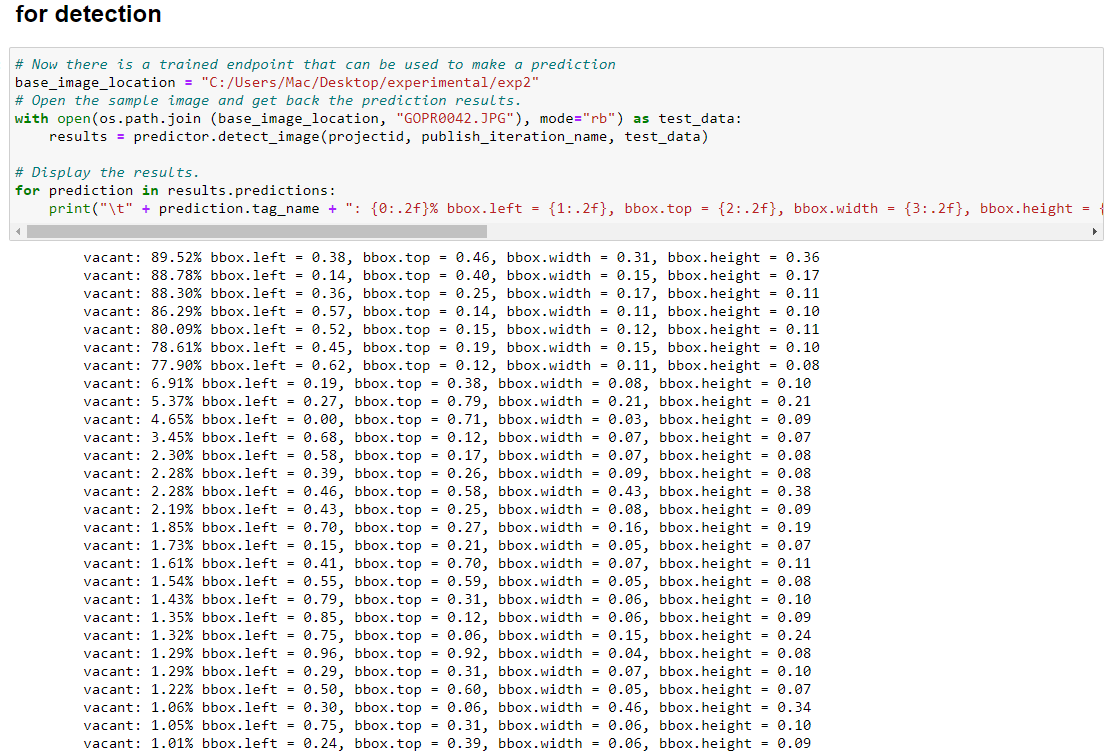 for detection
# Now there is a trained endpoint that can be used to make a prediction
base_image_location = "C:/Users/Mac/Desktop/experimental/exp2"
# Open the sample image and get back the prediction results.
with open(os.path.join (base_image_location, "GOPR0042.JPG"), mode="rb") as test_data:
    results = predictor.detect_image(projectid, publish_iteration_name, test_data)
# Display the results.
for prediction in results.predictions:
    print("\t" + prediction.tag_name + ": {0:.2f}% bbox.left = {1:.2f}, bbox.top = {2:.2f}, bbox.width = {3:.2f}, bbox.height = {
vacant: 89.52% bbox.left = 0.38, bbox.top = 0.46, bbox.width = 0.31, bbox.height = 0.36
vacant: 88.78% bbox.left = 0.14, bbox.top = 0.40, bbox.width = 0.15, bbox.height = 0.17
vacant: 88.30% bbox.left = 0.36, bbox.top = 0.25, bbox.width = 0.17, bbox.height = 0.11
vacant: 86.29% bbox.left = 0.57, bbox.top = 0.14, bbox.width = 0.11, bbox.height = 0.10
vacant: 80.09% bbox.left = 0.52, bbox.top = 0.15, bbox.width = 0.12, bbox.height = 0.11
vacant: 78.61% bbox.left = 0.45, bbox.top = 0.19, bbox.width = 0.15, bbox.height = 0.10
vacant: 77.90% bbox.left = 0.62, bbox.top = 0.12, bbox.width = 0.11, bbox.height = 0.08
vacant: 6.91% bbox.left = 0.19, bbox.top = 0.38, bbox.width = 0.08, bbox.height = 0.10
vacant: 5.37% bbox.left = 0.27, bbox.top = 0.79, bbox.width = 0.21, bbox.height = 0.21
vacant: 4.65% bbox.left = 0.00, bbox.top = 0.71, bbox.width = 0.03, bbox.height = 0.09
vacant: 3.45% bbox.left = 0.68, bbox.top = 0.12, bbox.width = 0.07, bbox.height = 0.07
vacant: 2.30% bbox.left = 0.58, bbox.top = 0.17, bbox.width = 0.07, bbox.height = 0.08
vacant: 2.28% bbox.left = 0.39, bbox.top = 0.26, bbox.width = 0.09, bbox.height = 0.08
vacant: 2.28% bbox.left = 0.46, bbox.top = 0.58, bbox.width = 0.43, bbox.height = 0.38
vacant: 2.19% bbox.left = 0.43, bbox.top = 0.25, bbox.width = 0.08, bbox.height = 0.09
vacant: 1.85% bbox.left = 0.70, bbox.top = 0.27, bbox.width = 0.16, bbox.height = 0.19
vacant: 1.73% bbox.left = 0.15, bbox.top = 0.21, bbox.width = 0.05, bbox.height = 0.07
vacant: 1.61% bbox.left = 0.41, bbox.top = 0.70, bbox.width = 0.07, bbox.height = 0.11
vacant: 1.54% bbox.left = 0.55, bbox.top = 0.59, bbox.width = 0.05, bbox.height = 0.08
vacant: 1.43% bbox.left = 0.79, bbox.top = 0.31, bbox.width = 0.06, bbox.height = 0.10
vacant: 1.35% bbox.left = 0.85, bbox.top = 0.12, bbox.width = 0.06, bbox.height = 0.09
vacant: 1.32% bbox.left = 0.75, bbox.top = 0.06, bbox.width = 0.15, bbox.height = 0.24
vacant: 1.29% bbox.left = 0.96, bbox.top = 0.92, bbox.width = 0.04, bbox.height = 0.08
vacant: 1.29% bbox.left = 0.29, bbox.top = 0.31, bbox.width = 0.07, bbox.height = 0.10
vacant: 1.22% bbox.left = 0.50, bbox.top = 0.60, bbox.width = 0.05, bbox.height = 0.07
vacant: 1.06% bbox.left = 0.30, bbox.top = 0.06, bbox.width = 0.46, bbox.height = 0.34
vacant: 1.05% bbox.left = 0.75, bbox.top = 0.31, bbox.width = 0.06, bbox.height = 0.10
vacant: 1.01% bbox.left = 0.24, bbox.top = 0.39, bbox.width = 0.06, bbox.height = 0.09